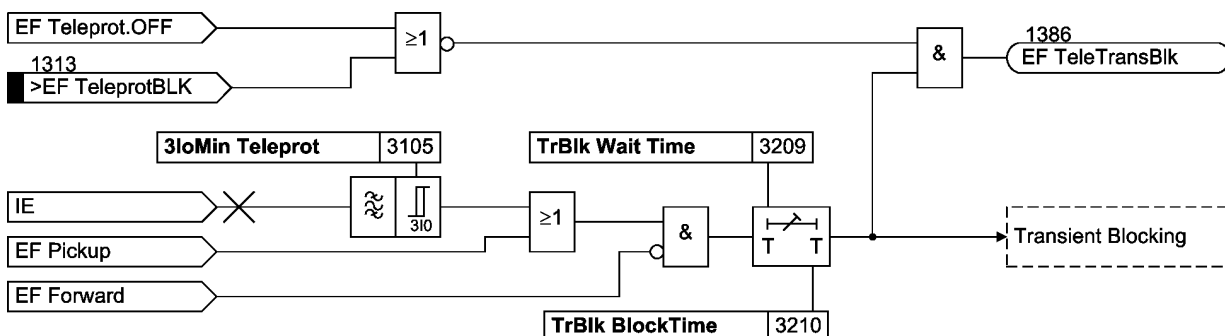 EF Teleprot.OFF
≥1
1313
>EF TeleprotBLK
&
1386
EF TeleTransBlk
3IoMin Teleprot 3105
TrBlk Wait Time 3209
IE
3I0
≥1
&
T T
Transient Blocking
EF Pickup
EF Forward
TrBlk BlockTime 3210